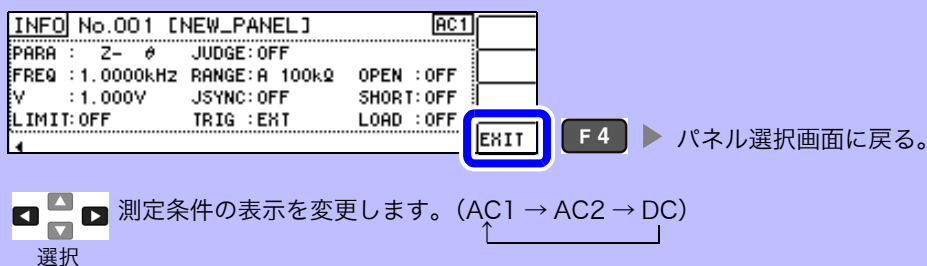 INFO No.001 [NEW_PANEL] AC1
PARA : Z- θ JUDGE:OFF
FREQ :1.0000kHz RANGE:A 100kΩ OPEN :OFF
V :1.000V JSYNC:OFF SHORT:OFF
LIMIT:OFF TRIG :EXT LOAD :OFF
EXIT F4 ▶ パネル選択画面に戻る。
測定条件の表示を変更します。（AC1 → AC2 → DC）
選択